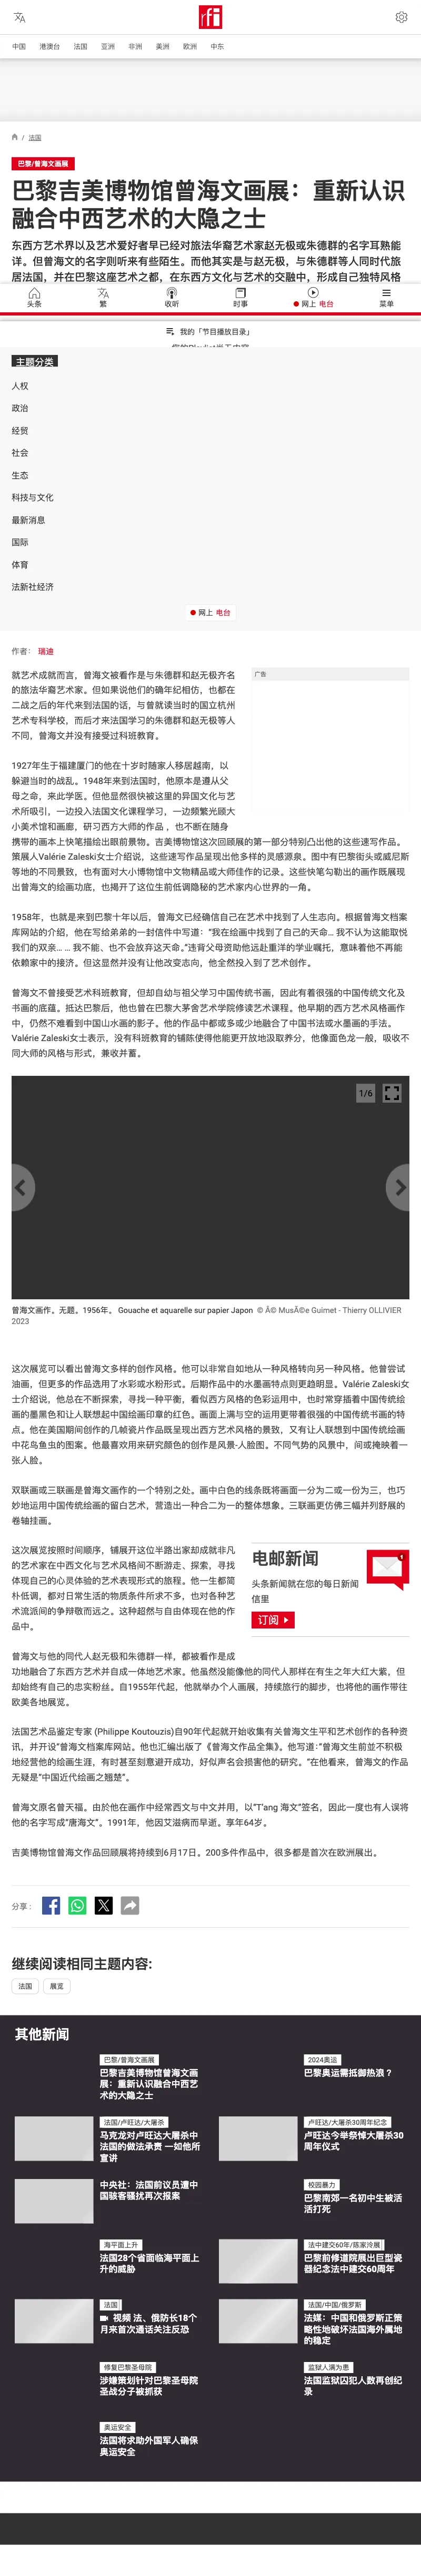 rfi
中国 港澳台 法国 亚洲 非洲 美洲 欧洲 中东
/ 法国
巴黎/曾海文画展
巴黎吉美博物馆曾海文画展：重新认识
融合中西艺术的大隐之士
东西方艺术界以及艺术爱好者早已经对旅法华裔艺术家赵无极或朱德群的名字耳熟能
详。但曾海文的名字则听来有些陌生。而他其实是与赵无极、朱德群等人同时代旅
居法国，并在巴黎这座艺术之都，在东西方文化与艺术的交融中，形成自己独特风格
头条 繁 收听 时事 网上 电台 菜单
我的「节目播放目录」
主题分类
人权
政治
经贸
社会
生态
科技与文化
最新消息
国际
体育
法新社经济
网上 电台
作者： 瑞迪
广告
就艺术成就而言，曾海文被看作是与朱德群和赵无极齐名
的旅法华裔艺术家。但如果说他们的确年纪相仿，也都在
二战之后的年代来到法国的话，与曾就读当时的国立杭州
艺术专科学校，而后才来法国学习的朱德群和赵无极等人
不同，曾海文并没有接受过科班教育。
1927年生于福建厦门的他在十岁时随家人移居越南，以
躲避当时的战乱。1948年来到法国时，他原本是遵从父
母之命，来此学医。但他显然很快被这里的异国文化与艺
术所吸引，一边投入法国文化课程学习，一边频繁光顾大
小美术馆和画廊，研习西方大师的作品 ，也不断在随身
携带的画本上快笔描绘出眼前景物。吉美博物馆这次回顾展的第一部分特别凸出他的这些速写作品。
策展人Valérie Zaleski女士介绍说，这些速写作品呈现出他多样的灵感源泉。图中有巴黎街头或威尼斯
等地的不同景致，也有面对大小博物馆中文物精品或大师佳作的记录。这些快笔勾勒出的画作既展现
出曾海文的绘画功底，也揭开了这位生前低调隐秘的艺术家内心世界的一角。
1958年，也就是来到巴黎十年以后，曾海文已经确信自己在艺术中找到了人生志向。根据曾海文档案
库网站的介绍，他在写给弟弟的一封信件中写道：“我在绘画中找到了自己的天命… 我不认为这能取悦
我们的双亲… … 我不能、也不会放弃这天命。”违背父母资助他远赴重洋的学业嘱托，意味着他不再能
依赖家中的接济。但这显然并没有让他改变志向，他全然投入到了艺术创作。
曾海文不曾接受艺术科班教育，但却自幼与祖父学习中国传统书画，因此有着很强的中国传统文化及
书画的底蕴。抵达巴黎后，他也曾在巴黎大茅舍艺术学院修读艺术课程。他早期的西方艺术风格画作
中，仍然不难看到中国山水画的影子。他的作品中都或多或少地融合了中国书法或水墨画的手法。
Valérie Zaleski女士表示，没有科班教育的铺陈使得他能更开放地汲取养分，他像面色龙一般，吸收不
同大师的风格与形式，兼收并蓄。
1/6
曾海文画作。无题。1956年。 Gouache et aquarelle sur papier Japon © Â© MusÃ©e Guimet - Thierry OLLIVIER
2023
这次展览可以看出曾海文多样的创作风格。他可以非常自如地从一种风格转向另一种风格。他曾尝试
油画，但更多的作品选用了水彩或水粉形式。后期作品中的水墨画特点则更趋明显。Valérie Zaleski女
士介绍说，他总在不断探索，寻找一种平衡，看似西方风格的色彩运用中，也时常穿插着中国传统绘
画的墨黑色和让人联想起中国绘画印章的红色。画面上满与空的运用更带着很强的中国传统书画的特
点。他在美国期间创作的几帧瓷片作品既呈现出西方艺术风格的景致，又有让人联想到中国传统绘画
中花鸟鱼虫的图案。他最喜欢用来研究颜色的创作是风景-人脸图。不同气势的风景中，间或掩映着一
张人脸。
双联画或三联画是曾海文画作的一个特别之处。画中白色的线条既将画面一分为二或一份为三，也巧
妙地运用中国传统绘画的留白艺术，营造出一种合二为一的整体想象。三联画更仿佛三幅并列舒展的
卷轴挂画。
这次展览按照时间顺序，铺展开这位半路出家却成就非凡
的艺术家在中西文化与艺术风格间不断游走、探索，寻找
体现自己的心灵体验的艺术表现形式的旅程。他一生都简
朴低调，都对日常生活的物质条件所求不多，也对各种艺
术流派间的争辩敬而远之。这种超然与自由体现在他的作
品中。
电邮新闻
头条新闻就在您的每日新闻
信里
订阅
曾海文与他的同代人赵无极和朱德群一样，都被看作是成
功地融合了东西方艺术并自成一体地艺术家。他虽然没能像他的同代人那样在有生之年大红大紫，但
却始终有自己的忠实粉丝。自1955年代起，他就举办个人画展，持续旅行的脚步，也将他的画作带往
欧美各地展览。
法国艺术品鉴定专家 (Philippe Koutouzis)自90年代起就开始收集有关曾海文生平和艺术创作的各种资
讯，并开设“曾海文档案库网站。他也汇编出版了《曾海文作品全集》。他写道：“曾海文生前並不积极
地经营他的绘画生涯，有时甚至刻意避开成功，好似声名会损害他的研究。”在他看来，曾海文的作品
无疑是“中国近代绘画之翘楚”。
曾海文原名曾天福。由於他在画作中经常西文与中文并用，以“T’ang 海文”签名，因此一度也有人误将
他的名字写成“唐海文”。1991年，他因艾滋病而早逝。享年64岁。
吉美博物馆曾海文作品回顾展将持续到6月17日。200多件作品中，很多都是首次在欧洲展出。
分享：
继续阅读相同主题内容:
法国 展览
其他新闻
巴黎/曾海文画展
巴黎吉美博物馆曾海文画
展：重新认识融合中西艺
术的大隐之士
2024奥运
巴黎奥运需抵御热浪？
法国/卢旺达/大屠杀
马克龙对卢旺达大屠杀中
法国的做法承责 一如他所
宣讲
卢旺达/大屠杀30周年纪念
卢旺达今举祭悼大屠杀30
周年仪式
中央社：法国前议员遭中
国骇客骚扰再次报案
校园暴力
巴黎南郊一名初中生被活
活打死
海平面上升
法国28个省面临海平面上
升的威胁
法中建交60年/陈家泠展
巴黎前修道院展出巨型瓷
器纪念法中建交60周年
法国
视频 法、俄防长18个
月来首次通话关注反恐
法国/中国/俄罗斯
法媒：中国和俄罗斯正策
略性地破坏法国海外属地
的稳定
修复巴黎圣母院
涉嫌策划针对巴黎圣母院
圣战分子被抓获
监狱人满为患
法国监狱囚犯人数再创纪
录
奥运安全
法国将求助外国军人确保
奥运安全